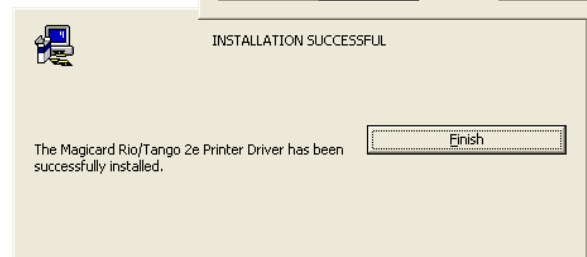 INSTALLATION SUCCESSFUL
Finish
The Magicard Rio/Tango 2e Printer Driver has been
successfully installed.